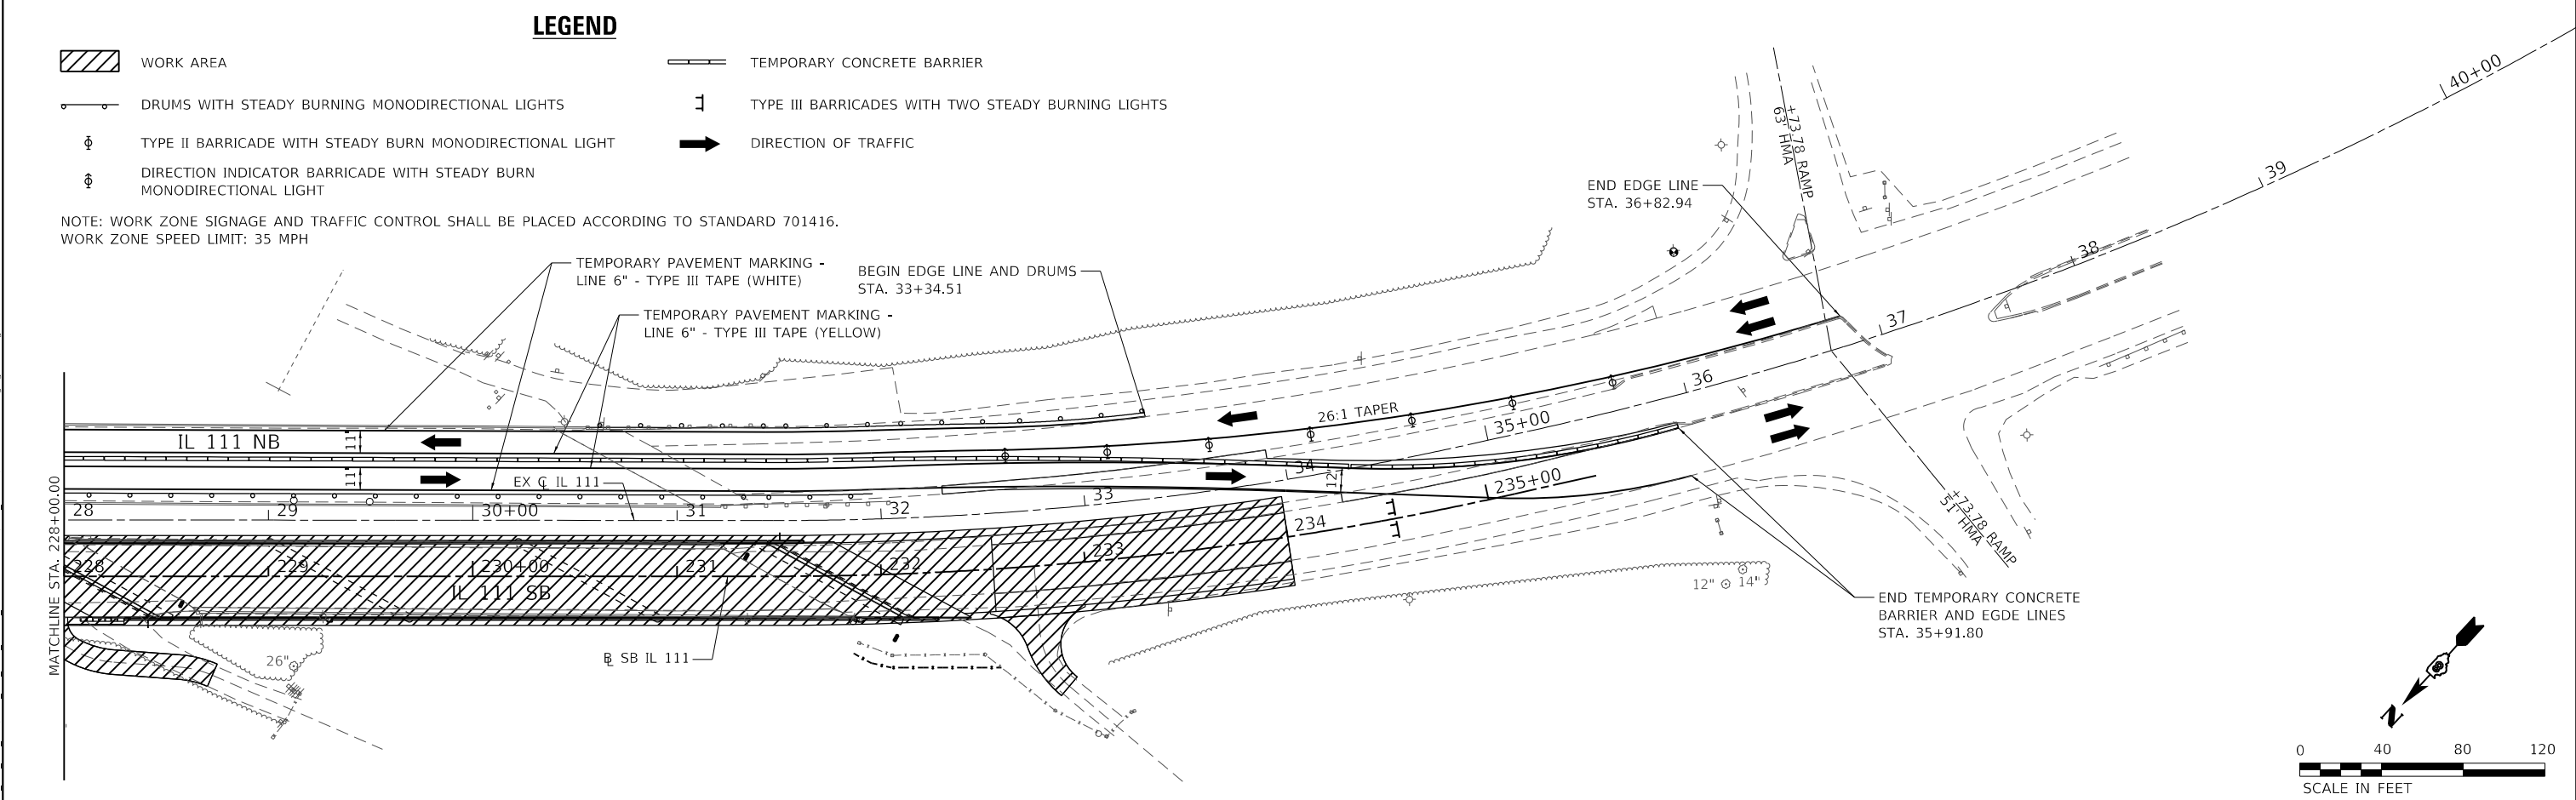 LEGEND
WORK AREA
TEMPORARY CONCRETE BARRIER
DRUMS WITH STEADY BURNING MONODIRECTIONAL LIGHTS
TYPE III BARRICADES WITH TWO STEADY BURNING LIGHTS
TYPE II BARRICADE WITH STEADY BURN MONODIRECTIONAL LIGHT
DIRECTION OF TRAFFIC
DIRECTION INDICATOR BARRICADE WITH STEADY BURN
MONODIRECTIONAL LIGHT
NOTE: WORK ZONE SIGNAGE AND TRAFFIC CONTROL SHALL BE PLACED ACCORDING TO STANDARD 701416.
WORK ZONE SPEED LIMIT: 35 MPH
TEMPORARY PAVEMENT MARKING -
LINE 6" - TYPE III TAPE (WHITE)
TEMPORARY PAVEMENT MARKING -
LINE 6" - TYPE III TAPE (YELLOW)
BEGIN EDGE LINE AND DRUMS
STA. 33+34.51
END EDGE LINE
STA. 36+82.94
+73.78 RAMP
63' HMA
40+00
39
38
37
36
35+00
34
33
32
31
30+00
29
28
26:1 TAPER
IL 111 NB
11'
11'
12'
EX ℄ IL 111
MATCHLINE STA. 228+00.00
228
229
230+00
231
232
233
234
235+00
IL 111 SB
26"
SB IL 111
12"
14"
+73.78 RAMP
51' HMA
END TEMPORARY CONCRETE
BARRIER AND EGDE LINES
STA. 35+91.80
N
0 40 80 120
SCALE IN FEET